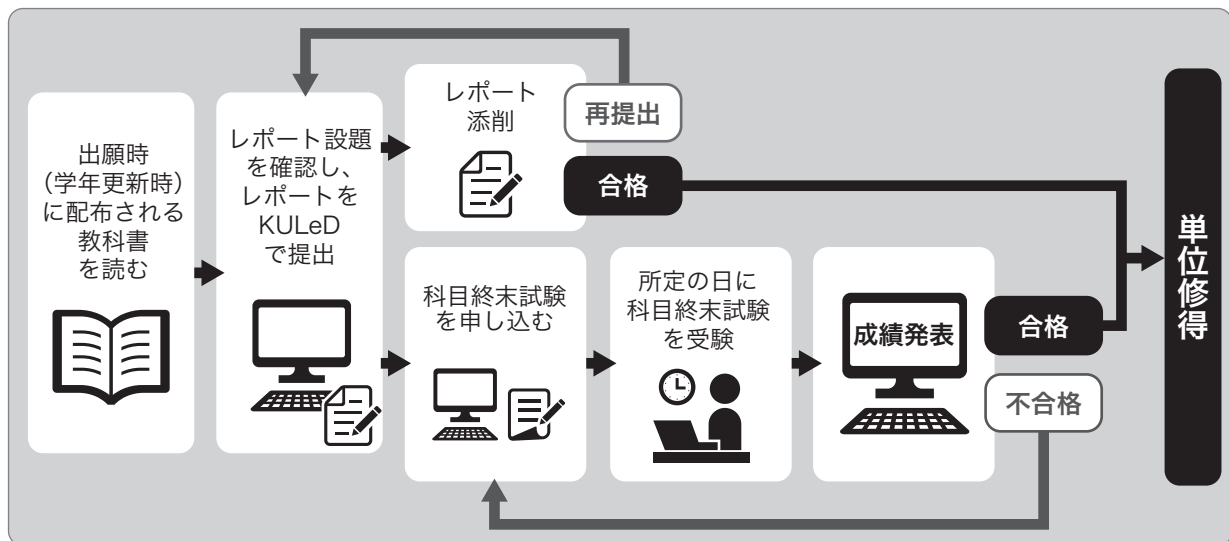 出願時
（学年更新時）
に配布される
教科書
を読む
レポート設題
を確認し、
レポートを
KULeD
で提出
レポート
添削
再提出
合格
科目終末試験
を申し込む
所定の日に
科目終末試験
を受験
成績発表
合格
不合格
単位修得